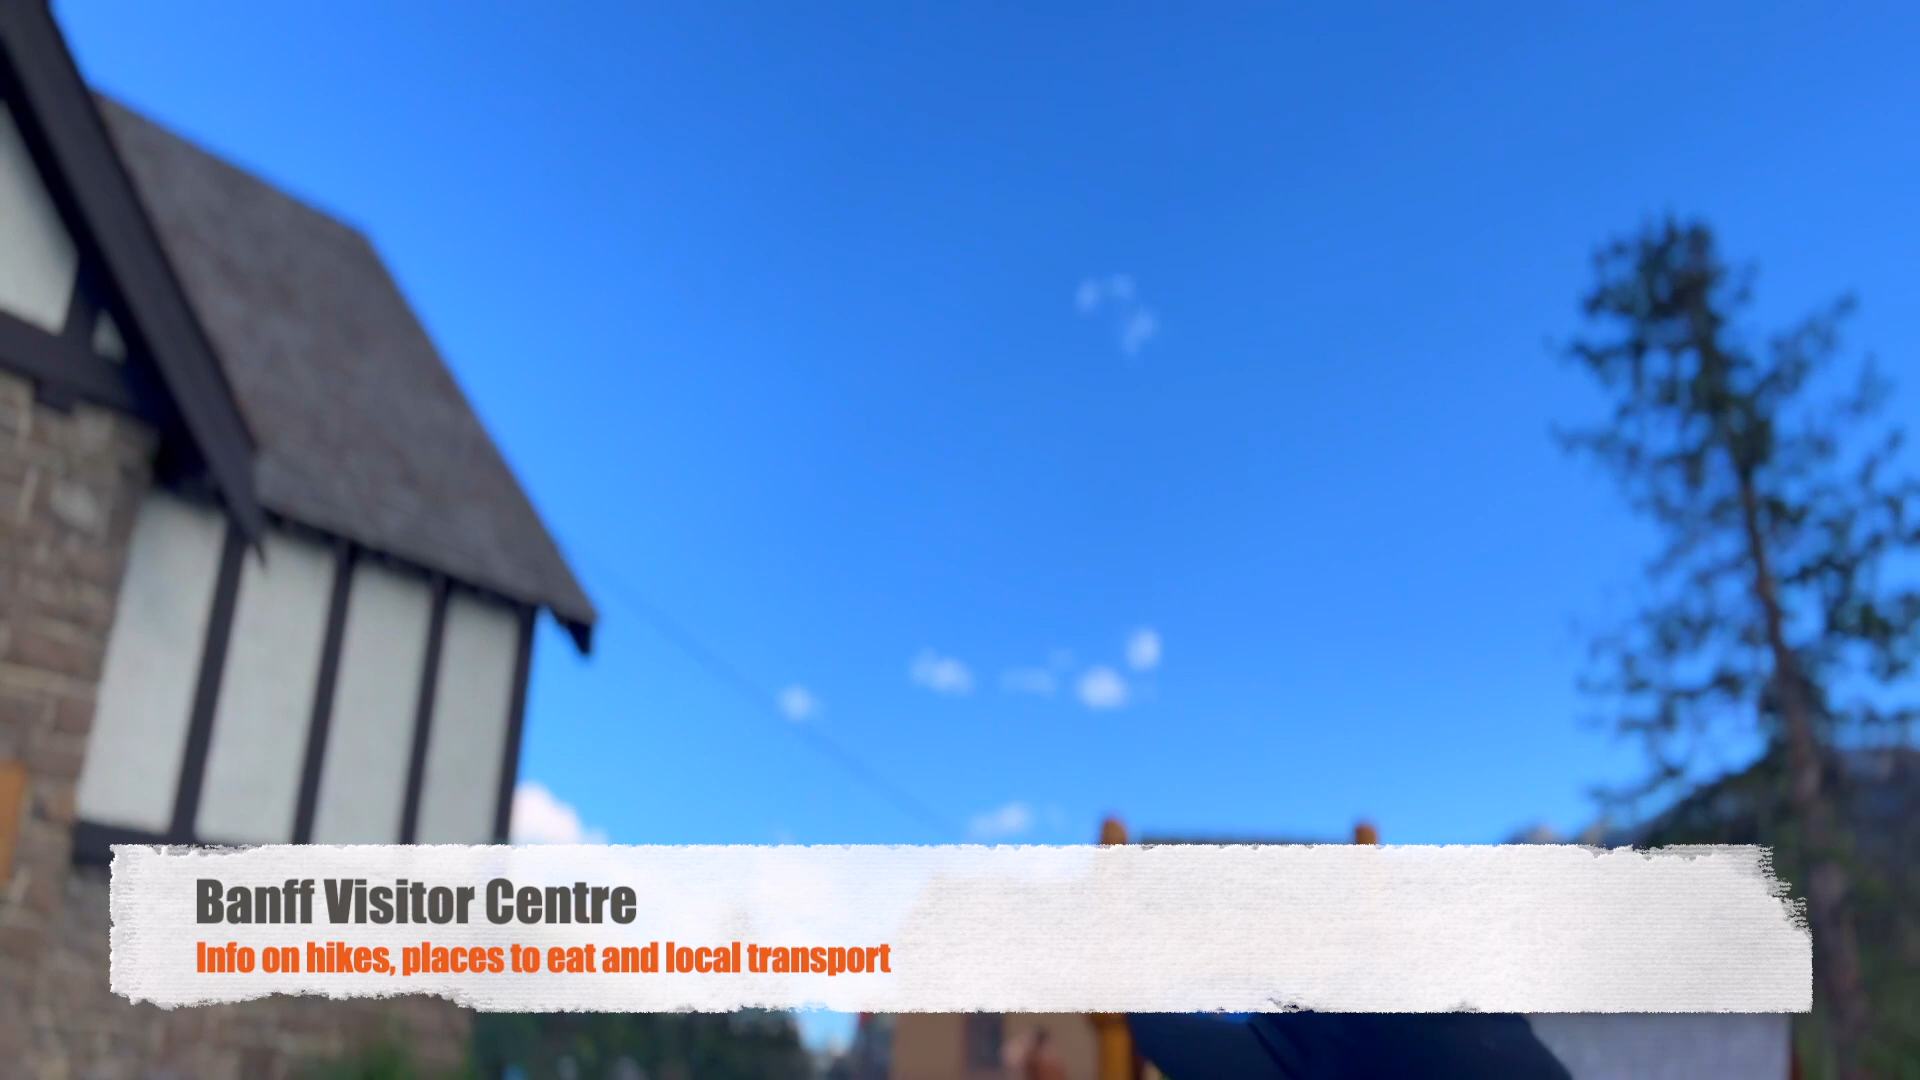 Banff Visitor Centre
Info on hikes, places to eat and local transport